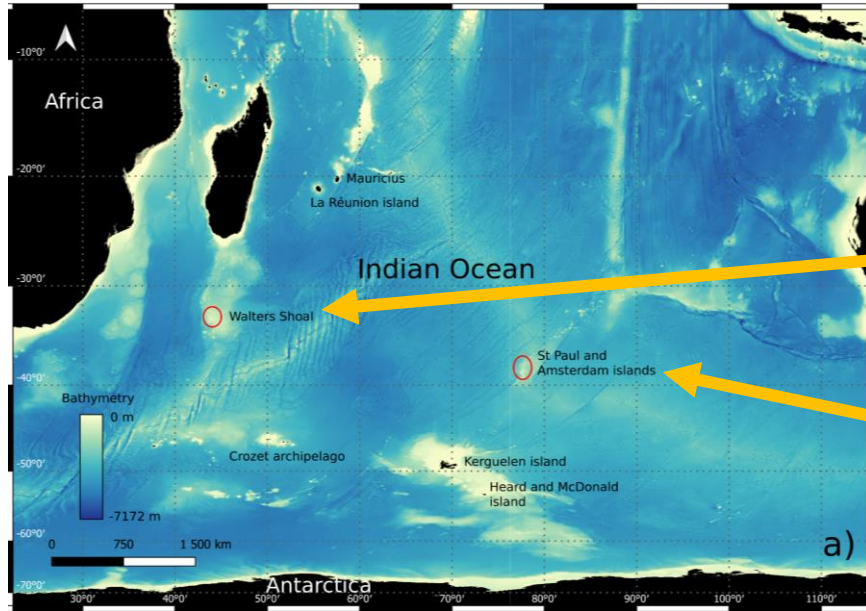 -10°0'
Africa
-20°0'
Mauricius
La Réunion island
Indian Ocean
-30°0'
Walters Shoal
St Paul and
Amsterdam islands
-40°0'
Bathymetry
0 m
Crozet archipelago
Kerguelen island
-50°0'
Heard and McDonald
island
-7172 m
-60°0'
0 750 1 500 km
a)
-70°0'
Antarctica
30°0' 40°0' 50°0' 60°0' 70°0' 80°0' 90°0' 100°0' 110°0'